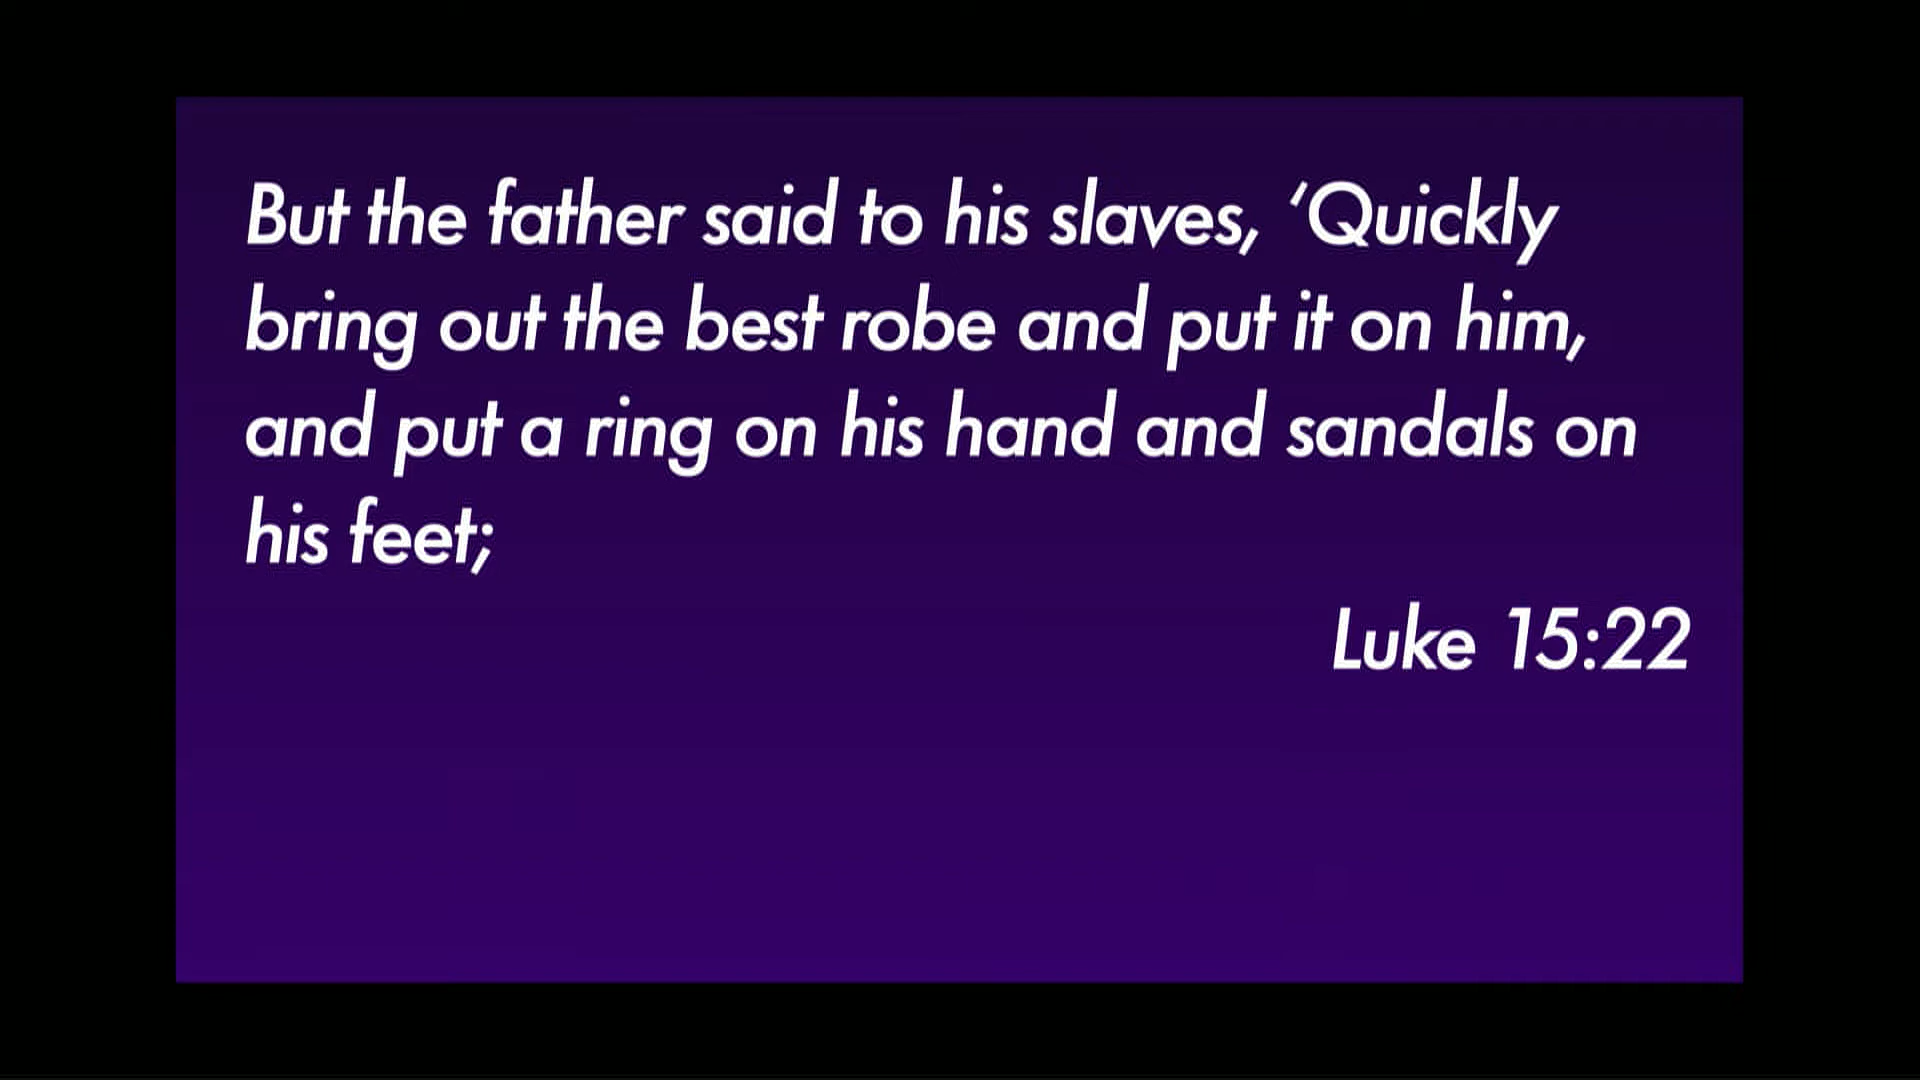 But the father said to his slaves, ‘Quickly
bring out the best robe and put it on him,
and put a ring on his hand and sandals on
his feet;
Luke 15:22